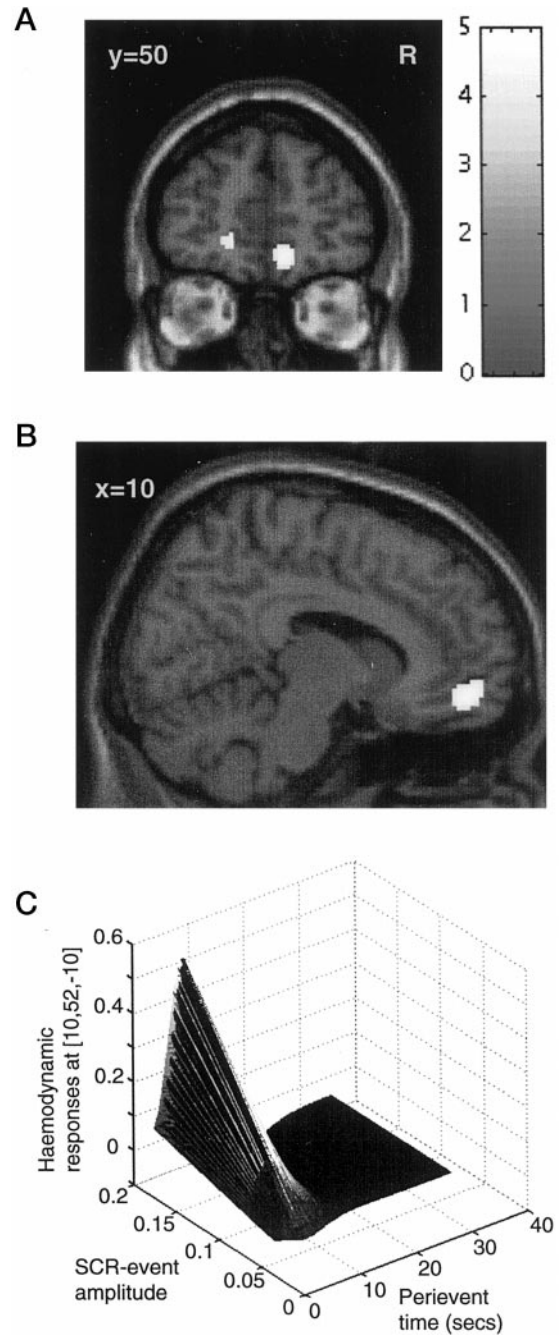 A
y=50
R
5
4
3
2
1
0
B
x=10
C
Haemodynamic
responses at [10,52,-10]
0.6
0.4
0.2
0
0.2
0.15
0.1
0.05
0
SCR-event
amplitude
0
10
20
30
40
Perievent
time (secs)